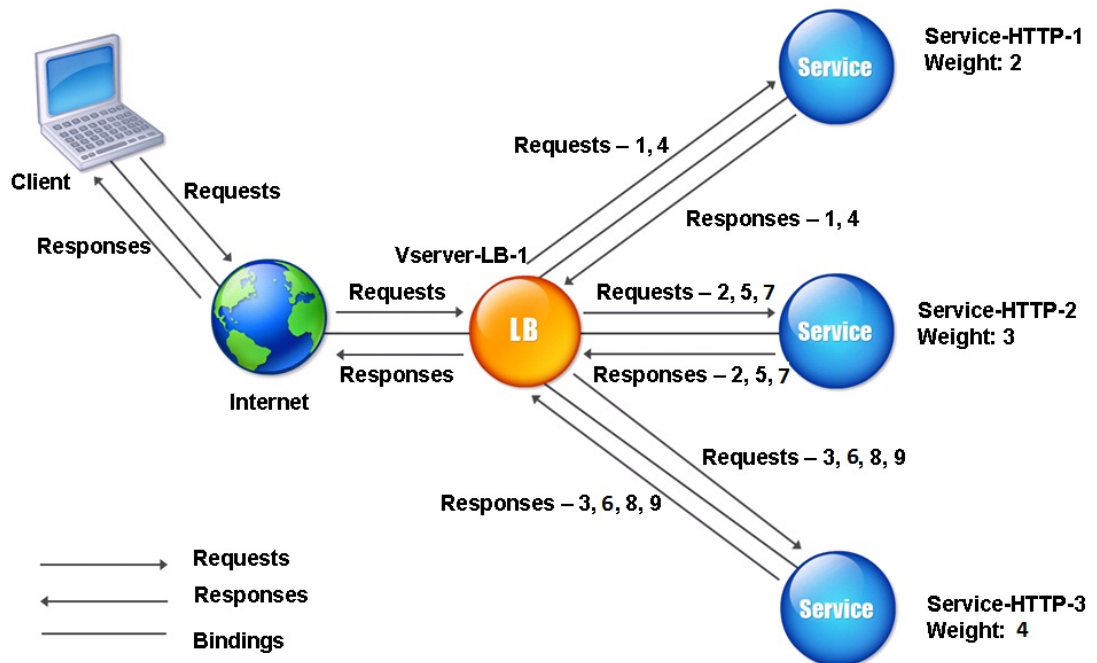 Service
Service-HTTP-1
Weight: 2
Requests – 1, 4
Client
Requests
Responses
Responses – 1, 4
Vserver-LB-1
Requests
LB
Responses
Internet
Requests – 2, 5, 7
Service
Responses – 2, 5, 7
Service-HTTP-2
Weight: 3
Requests – 3, 6, 8, 9
Responses – 3, 6, 8, 9
Requests
Responses
Bindings
Service
Service-HTTP-3
Weight: 4